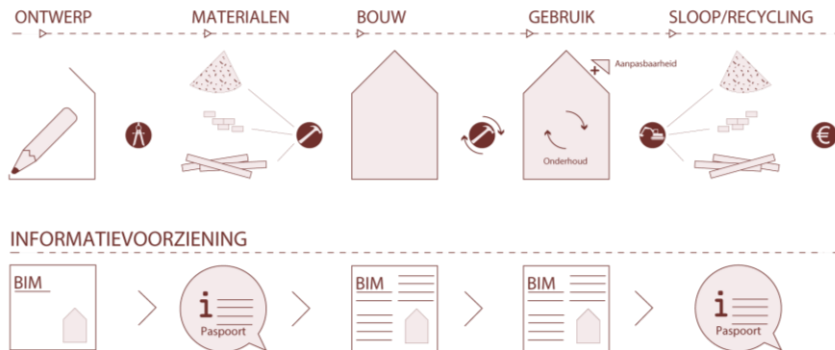 ONTWERP
MATERIALEN
BOUW
GEBRUIK
SLOOP/RECYCLING
Aanpasbaarheid
Onderhoud
€
INFORMATIEVOORZIENING
BIM
i
Paspoort
BIM
BIM
i
Paspoort